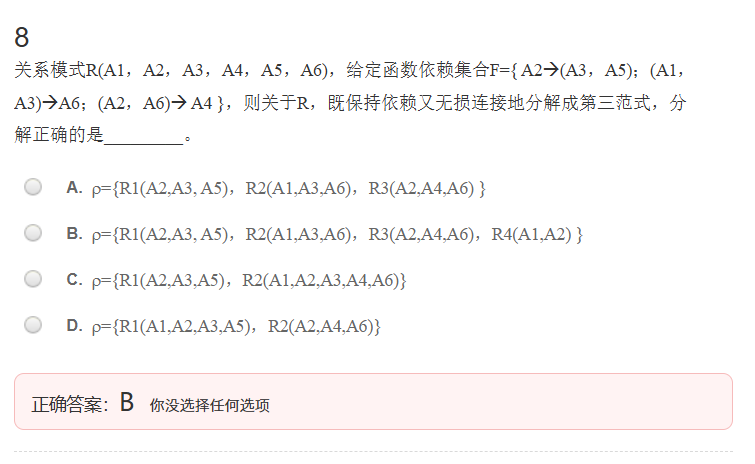 8
关系模式R(A1，A2，A3，A4，A5，A6)，给定函数依赖集合F={ A2→(A3，A5)；(A1，
A3)→A6；(A2，A6)→ A4 }，则关于R，既保持依赖又无损连接地分解成第三范式，分
解正确的是_________。
A. ρ={R1(A2,A3, A5)，R2(A1,A3,A6)，R3(A2,A4,A6) }
B. ρ={R1(A2,A3, A5)，R2(A1,A3,A6)，R3(A2,A4,A6)，R4(A1,A2) }
C. ρ={R1(A2,A3,A5)，R2(A1,A2,A3,A4,A6)}
D. ρ={R1(A1,A2,A3,A5)，R2(A2,A4,A6)}
正确答案： B 你没选择任何选项